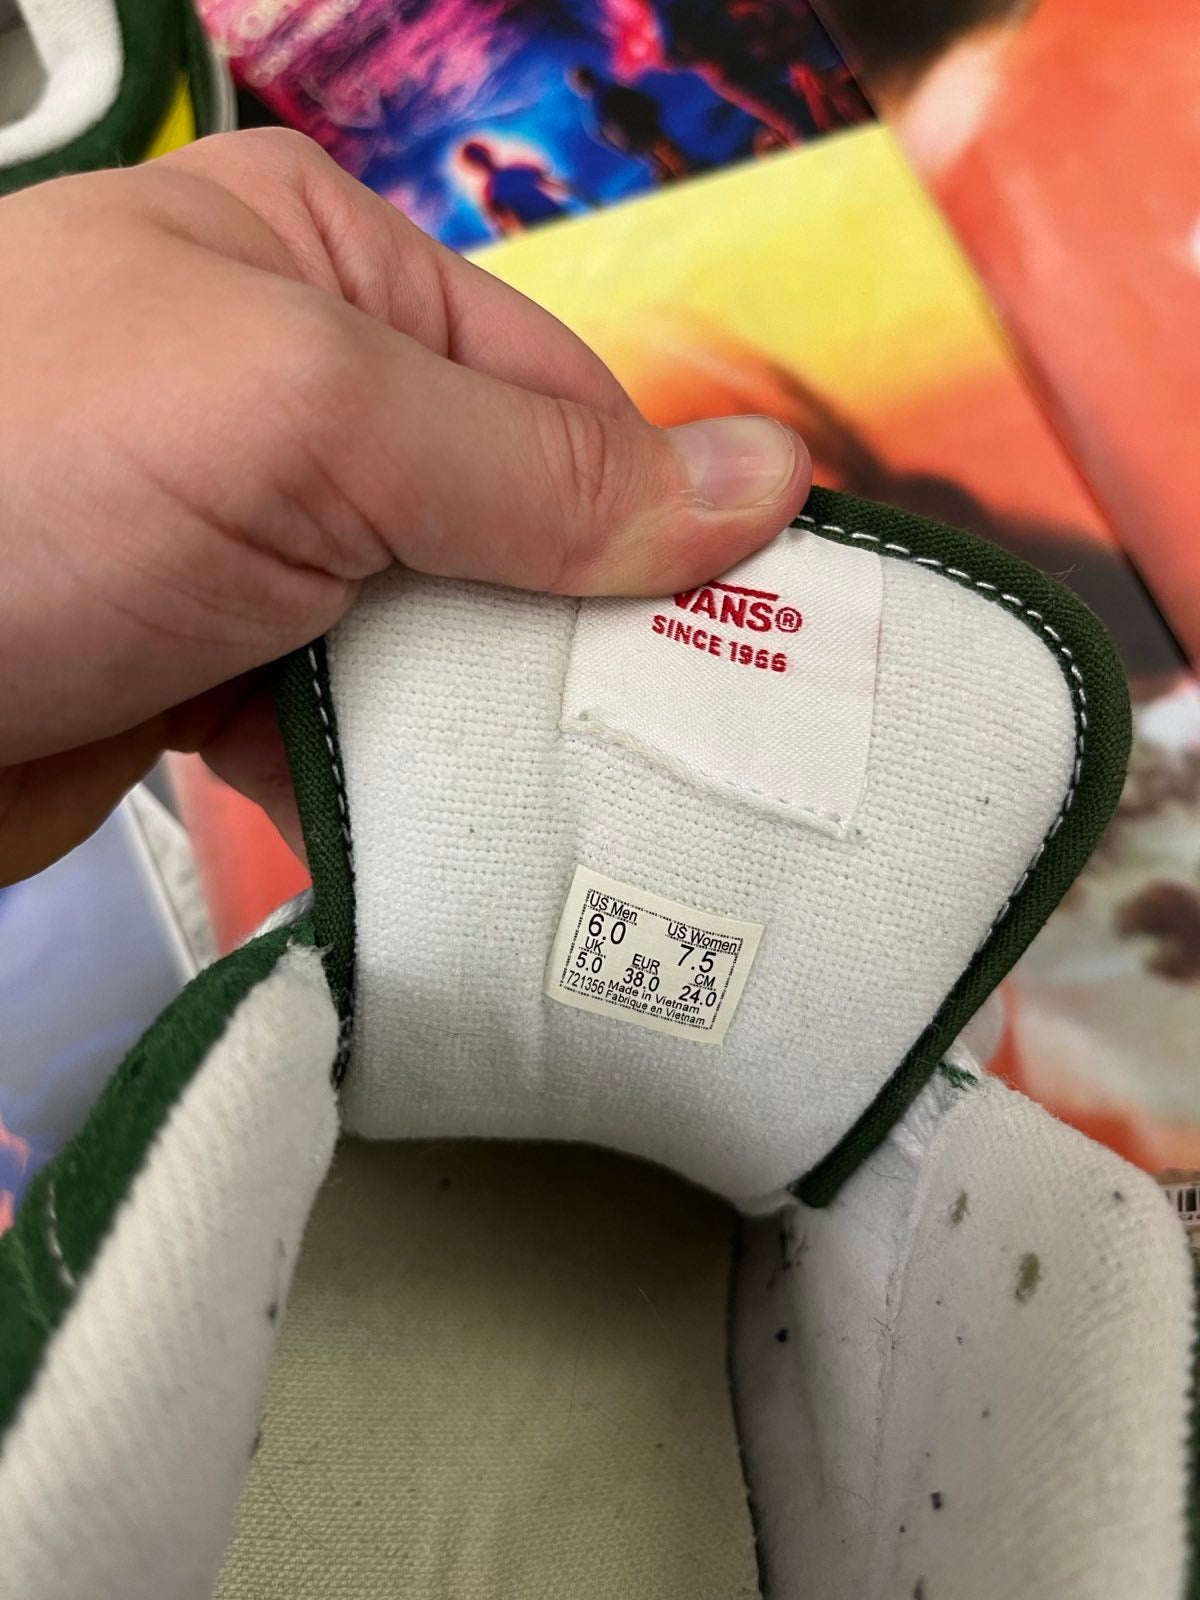 VANS®
SINCE 1966
US Men US Women
6.0 7.5
UK EUR CM
5.0 38.0 24.0
721356 Made in Vietnam
Fabrique en Vietnam